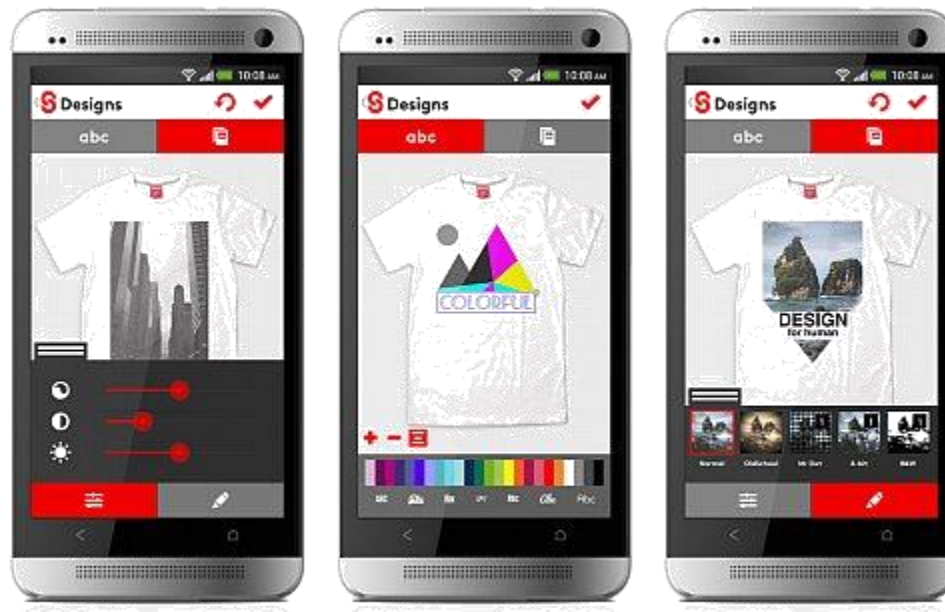 10:08 AM
S Designs
abc
10:08 AM
S Designs
abc
COLORFUL
Abc
10:08 AM
S Designs
abc
DESIGN
for human
Normal
OldSchool
B&W